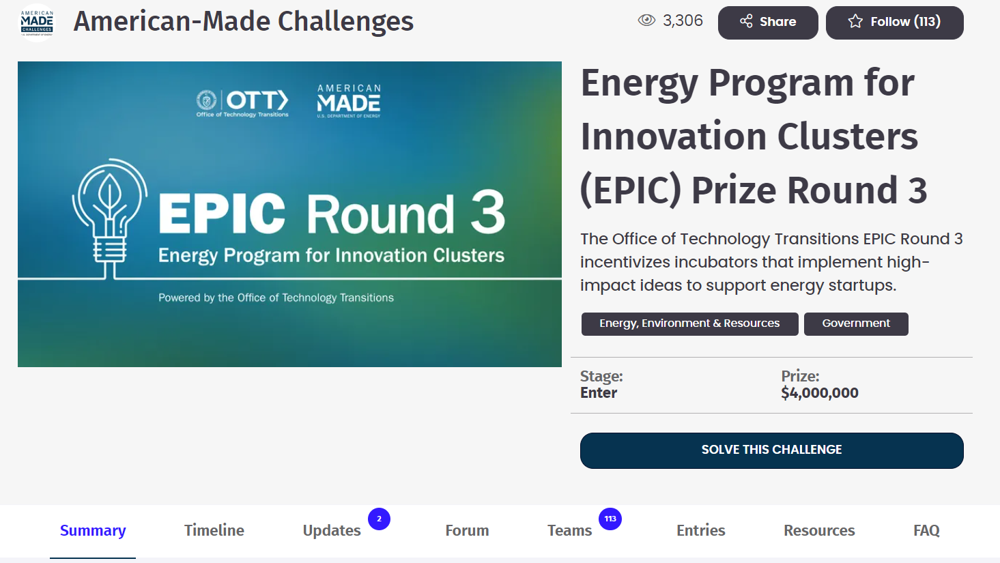 AMERICAN
MADE
CHALLENGES
U.S. DEPARTMENT OF ENERGY
American-Made Challenges
3,306
Share
Follow (113)
OTT
Office of Technology Transitions
AMERICAN
MADE
U.S. DEPARTMENT OF ENERGY
EPIC Round 3
Energy Program for Innovation Clusters
Powered by the Office of Technology Transitions
Energy Program for
Innovation Clusters
(EPIC) Prize Round 3
The Office of Technology Transitions EPIC Round 3
incentivizes incubators that implement high-
impact ideas to support energy startups.
Energy, Environment & Resources
Government
Stage:
Enter
Prize:
$4,000,000
SOLVE THIS CHALLENGE
Summary
Timeline
Updates
2
Forum
Teams
113
Entries
Resources
FAQ